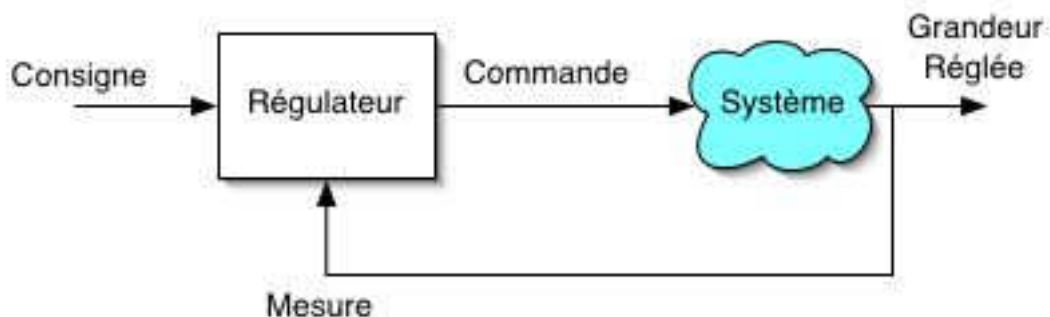 Consigne
Régulateur
Commande
Système
Grandeur
Réglée
Mesure